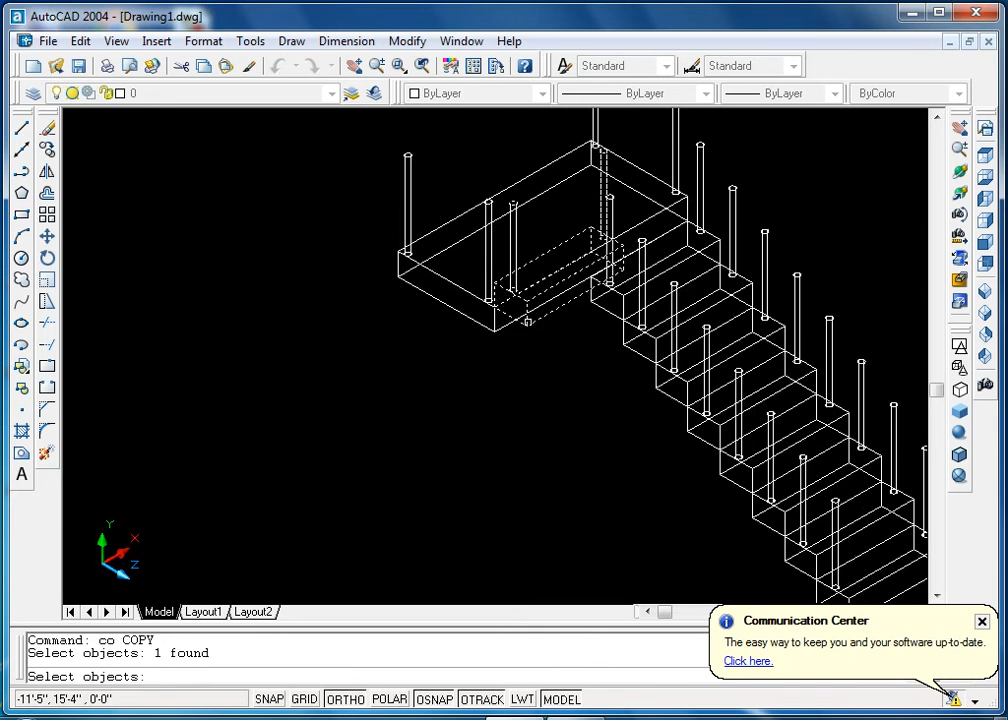 AutoCAD 2004 - [Drawing1.dwg]
File Edit View Insert Format Tools Draw Dimension Modify Window Help
Standard Standard
0 ByLayer ByLayer ByLayer ByColor
A
Y
X
Z
Model Layout1 Layout2
Command: co COPY
Select objects: 1 found
Select objects:
Communication Center
The easy way to keep you and your software up-to-date.
Click here.
-11'-5", 15'-4" , 0'-0" SNAP GRID ORTHO POLAR OSNAP OTRACK LWT MODEL